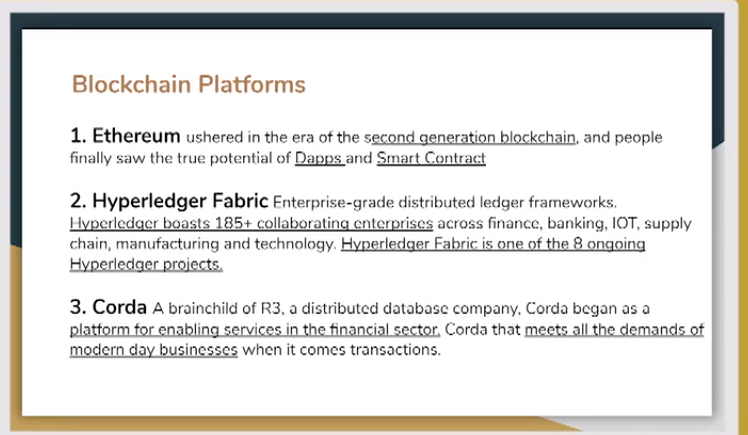 Blockchain Platforms
1. Ethereum ushered in the era of the second generation blockchain, and people
finally saw the true potential of Dapps and Smart Contract
2. Hyperledger Fabric Enterprise-grade distributed ledger frameworks.
Hyperledger boasts 185+ collaborating enterprises across finance, banking, IOT, supply
chain, manufacturing and technology. Hyperledger Fabric is one of the 8 ongoing
Hyperledger projects.
3. Corda A brainchild of R3, a distributed database company, Corda began as a
platform for enabling services in the financial sector. Corda that meets all the demands of
modern day businesses when it comes transactions.